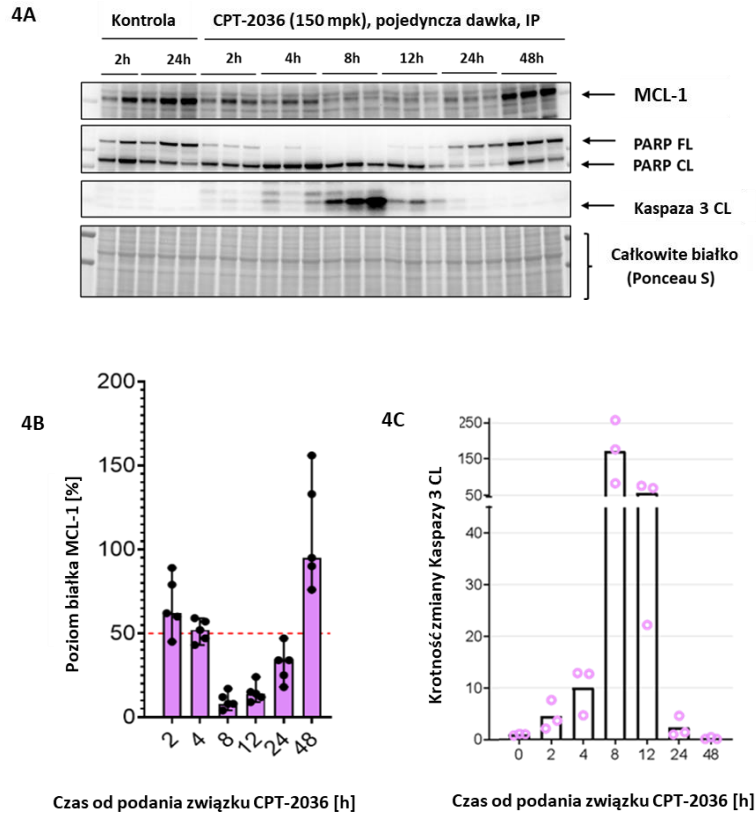 4A
Kontrola CPT-2036 (150 mpk), pojedyncza dawka, IP
2h 24h 2h 4h 8h 12h 24h 48h
MCL-1
PARP FL
PARP CL
Kaspaza 3 CL
Całkowite białko
(Ponceau S)
4B
Poziom białka MCL-1 [%]
200
150
100
50
0
2 4 8 12 24 48
Czas od podania związku CPT-2036 [h]
4C
Krotność zmiany Kaspazy 3 CL
250
150
50
40
30
20
10
0
0 2 4 8 12 24 48
Czas od podania związku CPT-2036 [h]